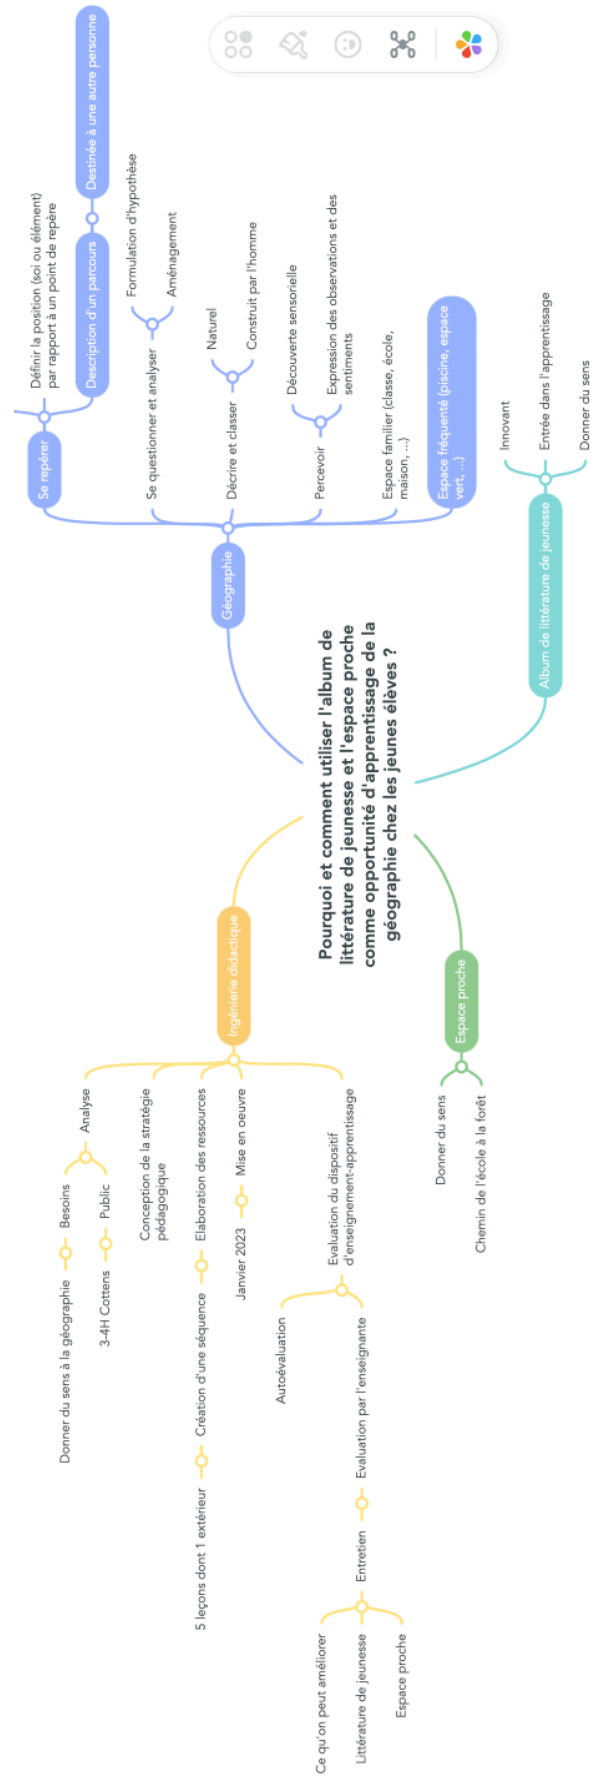 Pourquoi et comment utiliser l'album de
littérature de jeunesse et l'espace proche
comme opportunité d'apprentissage de la
géographie chez les jeunes élèves ?
Géographie
Se repérer
Définir la position (soi ou élément)
par rapport à un point de repère
Description d'un parcours
Destinée à une autre personne
Se questionner et analyser
Formulation d'hypothèse
Aménagement
Décrire et classer
Naturel
Construit par l'homme
Percevoir
Découverte sensorielle
Expression des observations et des
sentiments
Espace familier (classe, école,
maison, ...)
Espace fréquenté (piscine, espace
vert, ...)
Album de littérature de jeunesse
Innovant
Entrée dans l'apprentissage
Donner du sens
Ingénierie didactique
Analyse
Besoins
Donner du sens à la géographie
Public
3-4H Cottens
Conception de la stratégie
pédagogique
Elaboration des ressources
Création d'une séquence
5 leçons dont 1 extérieur
Mise en oeuvre
Janvier 2023
Evaluation du dispositif
d'enseignement-apprentissage
Autoévaluation
Evaluation par l'enseignante
Entretien
Ce qu'on peut améliorer
Littérature de jeunesse
Espace proche
Espace proche
Donner du sens
Chemin de l'école à la forêt